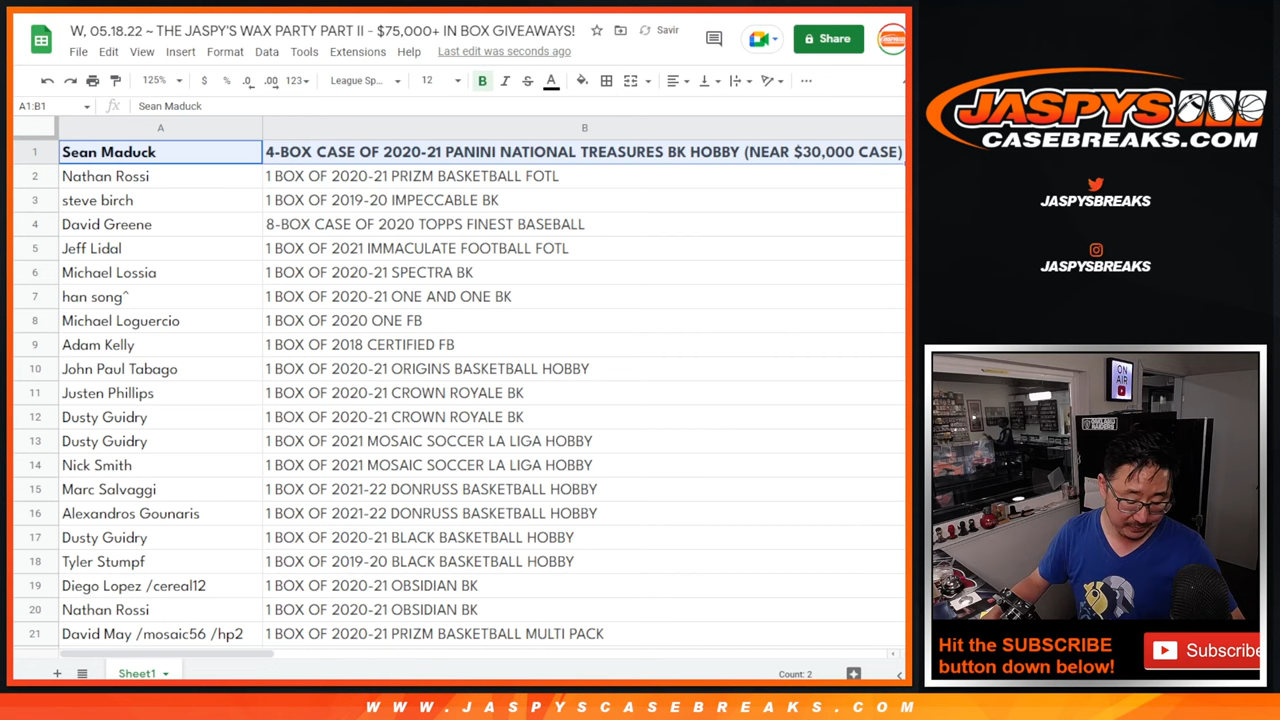 W, 05.18.22 ~ THE JASPY'S WAX PARTY PART II - $75,000+ IN BOX GIVEAWAYS!
Savir
Share
File Edit View Insert Format Data Tools Extensions Help Last edit was seconds ago
125% $ % .0 .00 123 League Sp... 12 B I S A
A1:B1 fx Sean Maduck
A B
1 Sean Maduck 4-BOX CASE OF 2020-21 PANINI NATIONAL TREASURES BK HOBBY (NEAR $30,000 CASE)
2 Nathan Rossi 1 BOX OF 2020-21 PRIZM BASKETBALL FOTL
3 steve birch 1 BOX OF 2019-20 IMPECCABLE BK
4 David Greene 8-BOX CASE OF 2020 TOPPS FINEST BASEBALL
5 Jeff Lidal 1 BOX OF 2021 IMMACULATE FOOTBALL FOTL
6 Michael Lossia 1 BOX OF 2020-21 SPECTRA BK
7 han song^ 1 BOX OF 2020-21 ONE AND ONE BK
8 Michael Loguercio 1 BOX OF 2020 ONE FB
9 Adam Kelly 1 BOX OF 2018 CERTIFIED FB
10 John Paul Tabago 1 BOX OF 2020-21 ORIGINS BASKETBALL HOBBY
11 Justen Phillips 1 BOX OF 2020-21 CROWN ROYALE BK
12 Dusty Guidry 1 BOX OF 2020-21 CROWN ROYALE BK
13 Dusty Guidry 1 BOX OF 2021 MOSAIC SOCCER LA LIGA HOBBY
14 Nick Smith 1 BOX OF 2021 MOSAIC SOCCER LA LIGA HOBBY
15 Marc Salvaggi 1 BOX OF 2021-22 DONRUSS BASKETBALL HOBBY
16 Alexandros Gounaris 1 BOX OF 2021-22 DONRUSS BASKETBALL HOBBY
17 Dusty Guidry 1 BOX OF 2020-21 BLACK BASKETBALL HOBBY
18 Tyler Stumpf 1 BOX OF 2019-20 BLACK BASKETBALL HOBBY
19 Diego Lopez /cereal12 1 BOX OF 2020-21 OBSIDIAN BK
20 Nathan Rossi 1 BOX OF 2020-21 OBSIDIAN BK
21 David May /mosaic56 /hp2 1 BOX OF 2020-21 PRIZM BASKETBALL MULTI PACK
Sheet1 Count: 2
JASPYS
CASEBREAKS.COM
JASPYSBREAKS
JASPYSBREAKS
ON
AIR
OAKLAND
RAIDERS
Hit the SUBSCRIBE
button down below!
Subscribe
WWW.JASPYSCASEBREAKS.COM